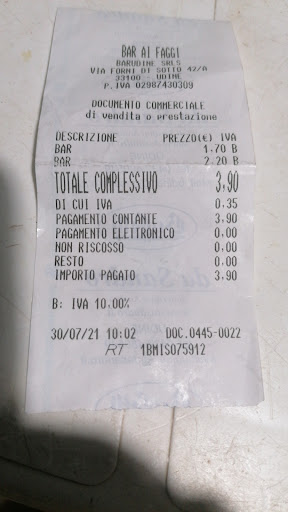 BAR AI FAGGI
BARUDINE SRLS
VIA FORNI DI SOTTO 42/A
33100 - UDINE
P.IVA 02987430309
DOCUMENTO COMMERCIALE
di vendita o prestazione
DESCRIZIONE PREZZO(€) IVA
BAR 1.70 B
BAR 2.20 B
TOTALE COMPLESSIVO 3,90
DI CUI IVA 0.35
PAGAMENTO CONTANTE 3.90
PAGAMENTO ELETTRONICO 0.00
NON RISCOSSO 0.00
RESTO 0.00
IMPORTO PAGATO 3.90
B: IVA 10.00%
30/07/21 10:02 DOC.0445-0022
RT 1BMIS075912